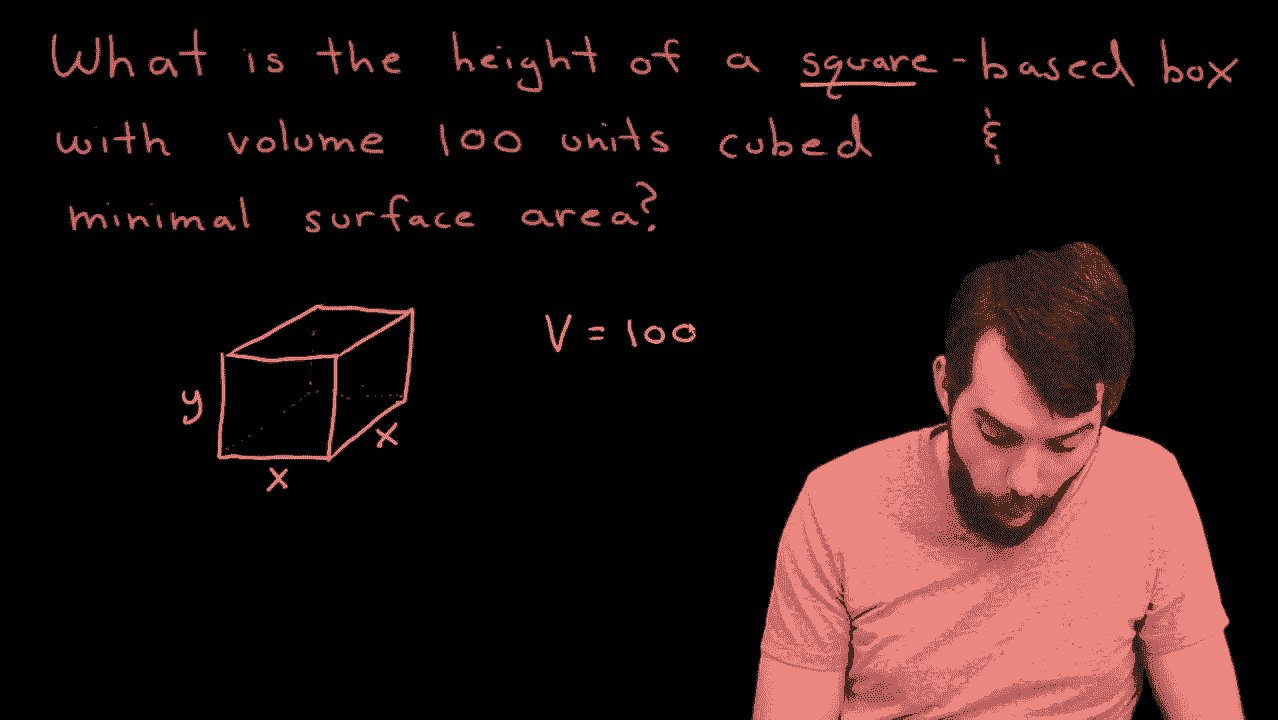 What is the height of a square-based box
with volume 100 units cubed &
minimal surface area?
V = 100
y
x
x